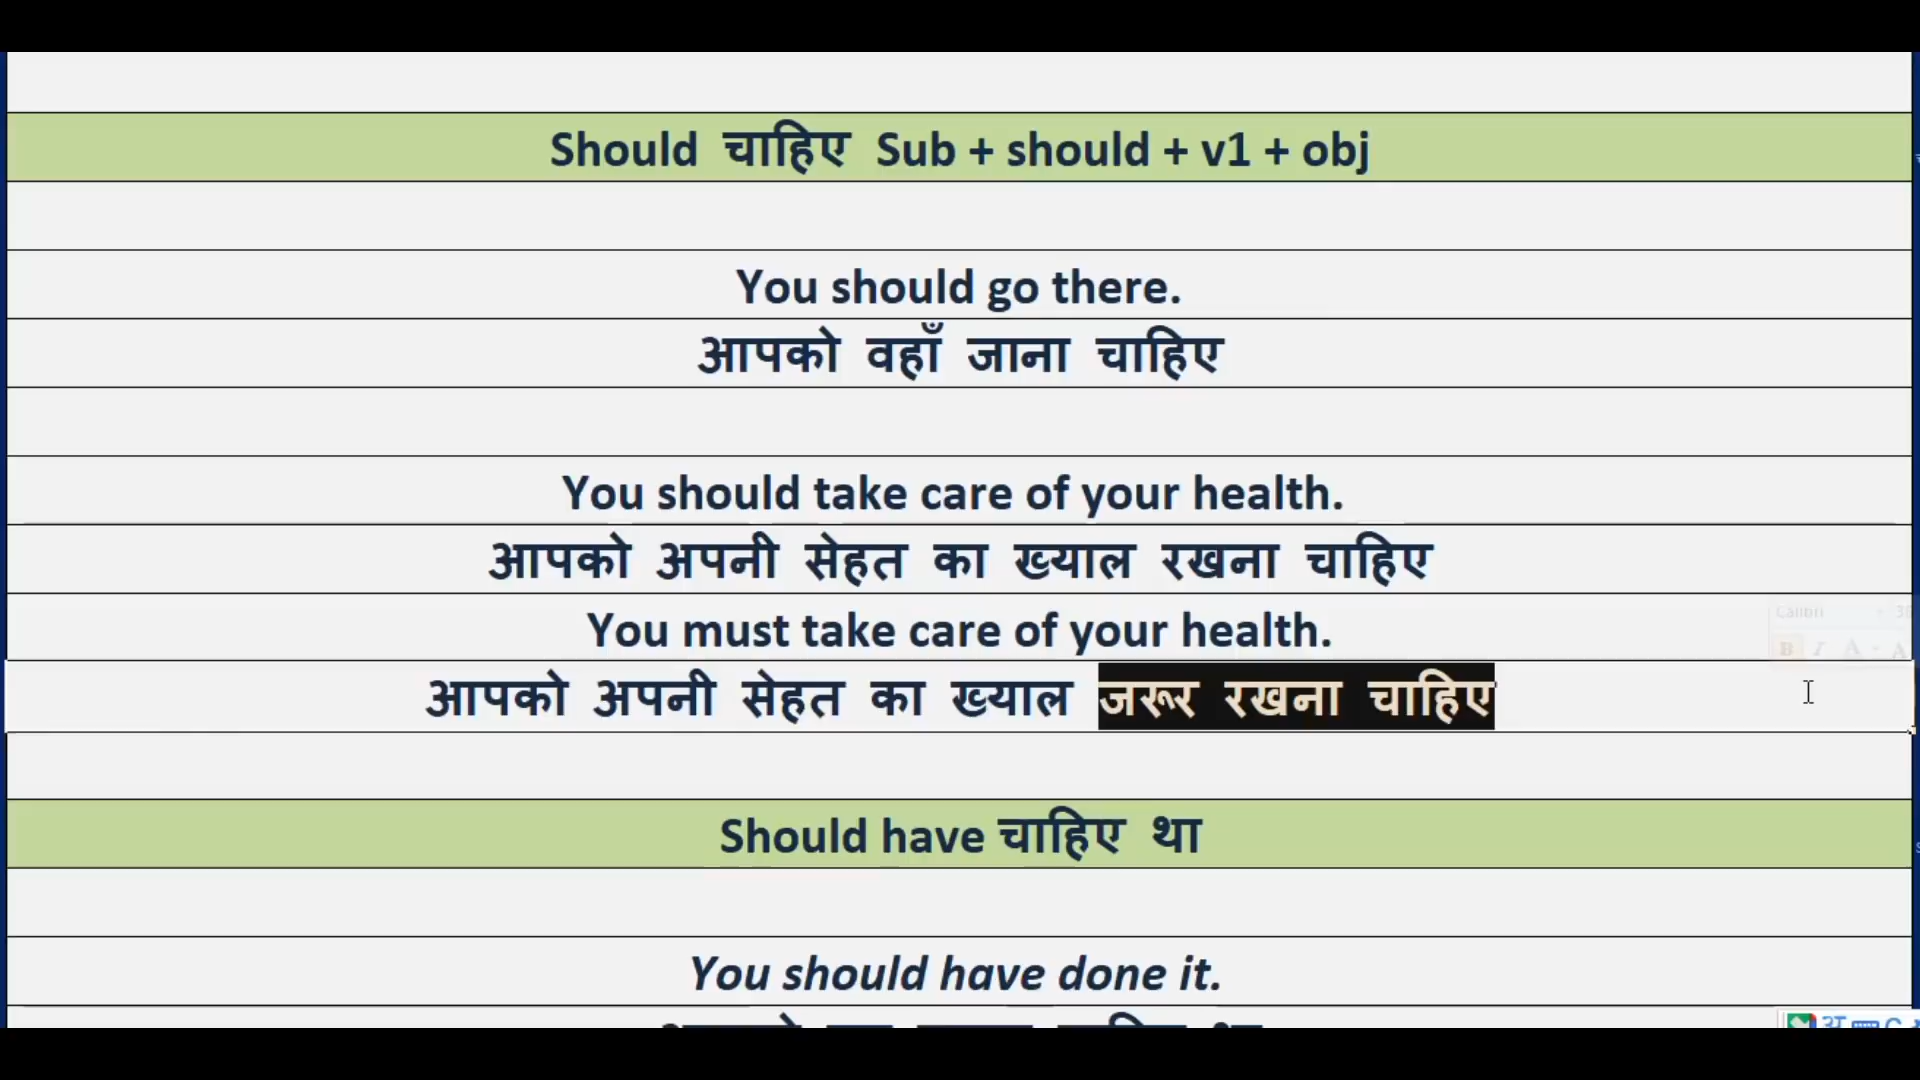 Should चाहिए Sub + should + v1 + obj
You should go there.
आपको वहाँ जाना चाहिए
You should take care of your health.
आपको अपनी सेहत का ख्याल रखना चाहिए
You must take care of your health.
Calibri
B I A A
आपको अपनी सेहत का ख्याल जरूर रखना चाहिए
Should have चाहिए था
You should have done it.